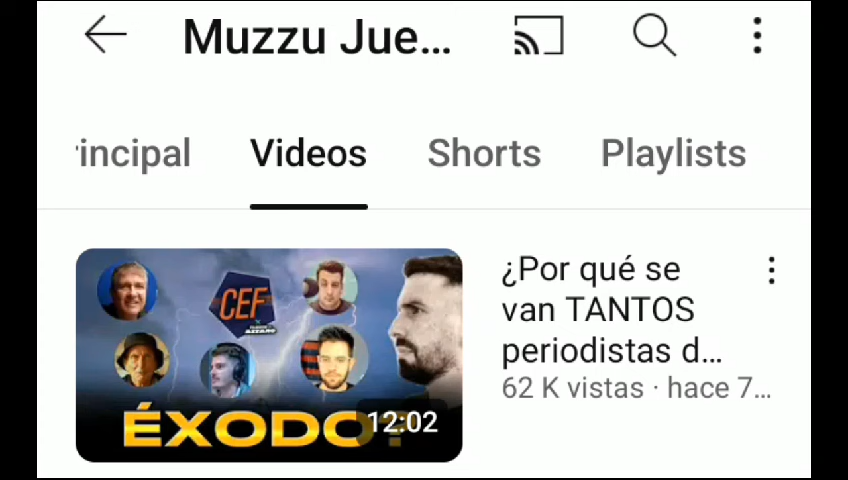 Muzzu Jue...
rincipal Videos Shorts Playlists
¿Por qué se
van TANTOS
periodistas d...
62 K vistas · hace 7...
CEF
ÉXODO?
12:02